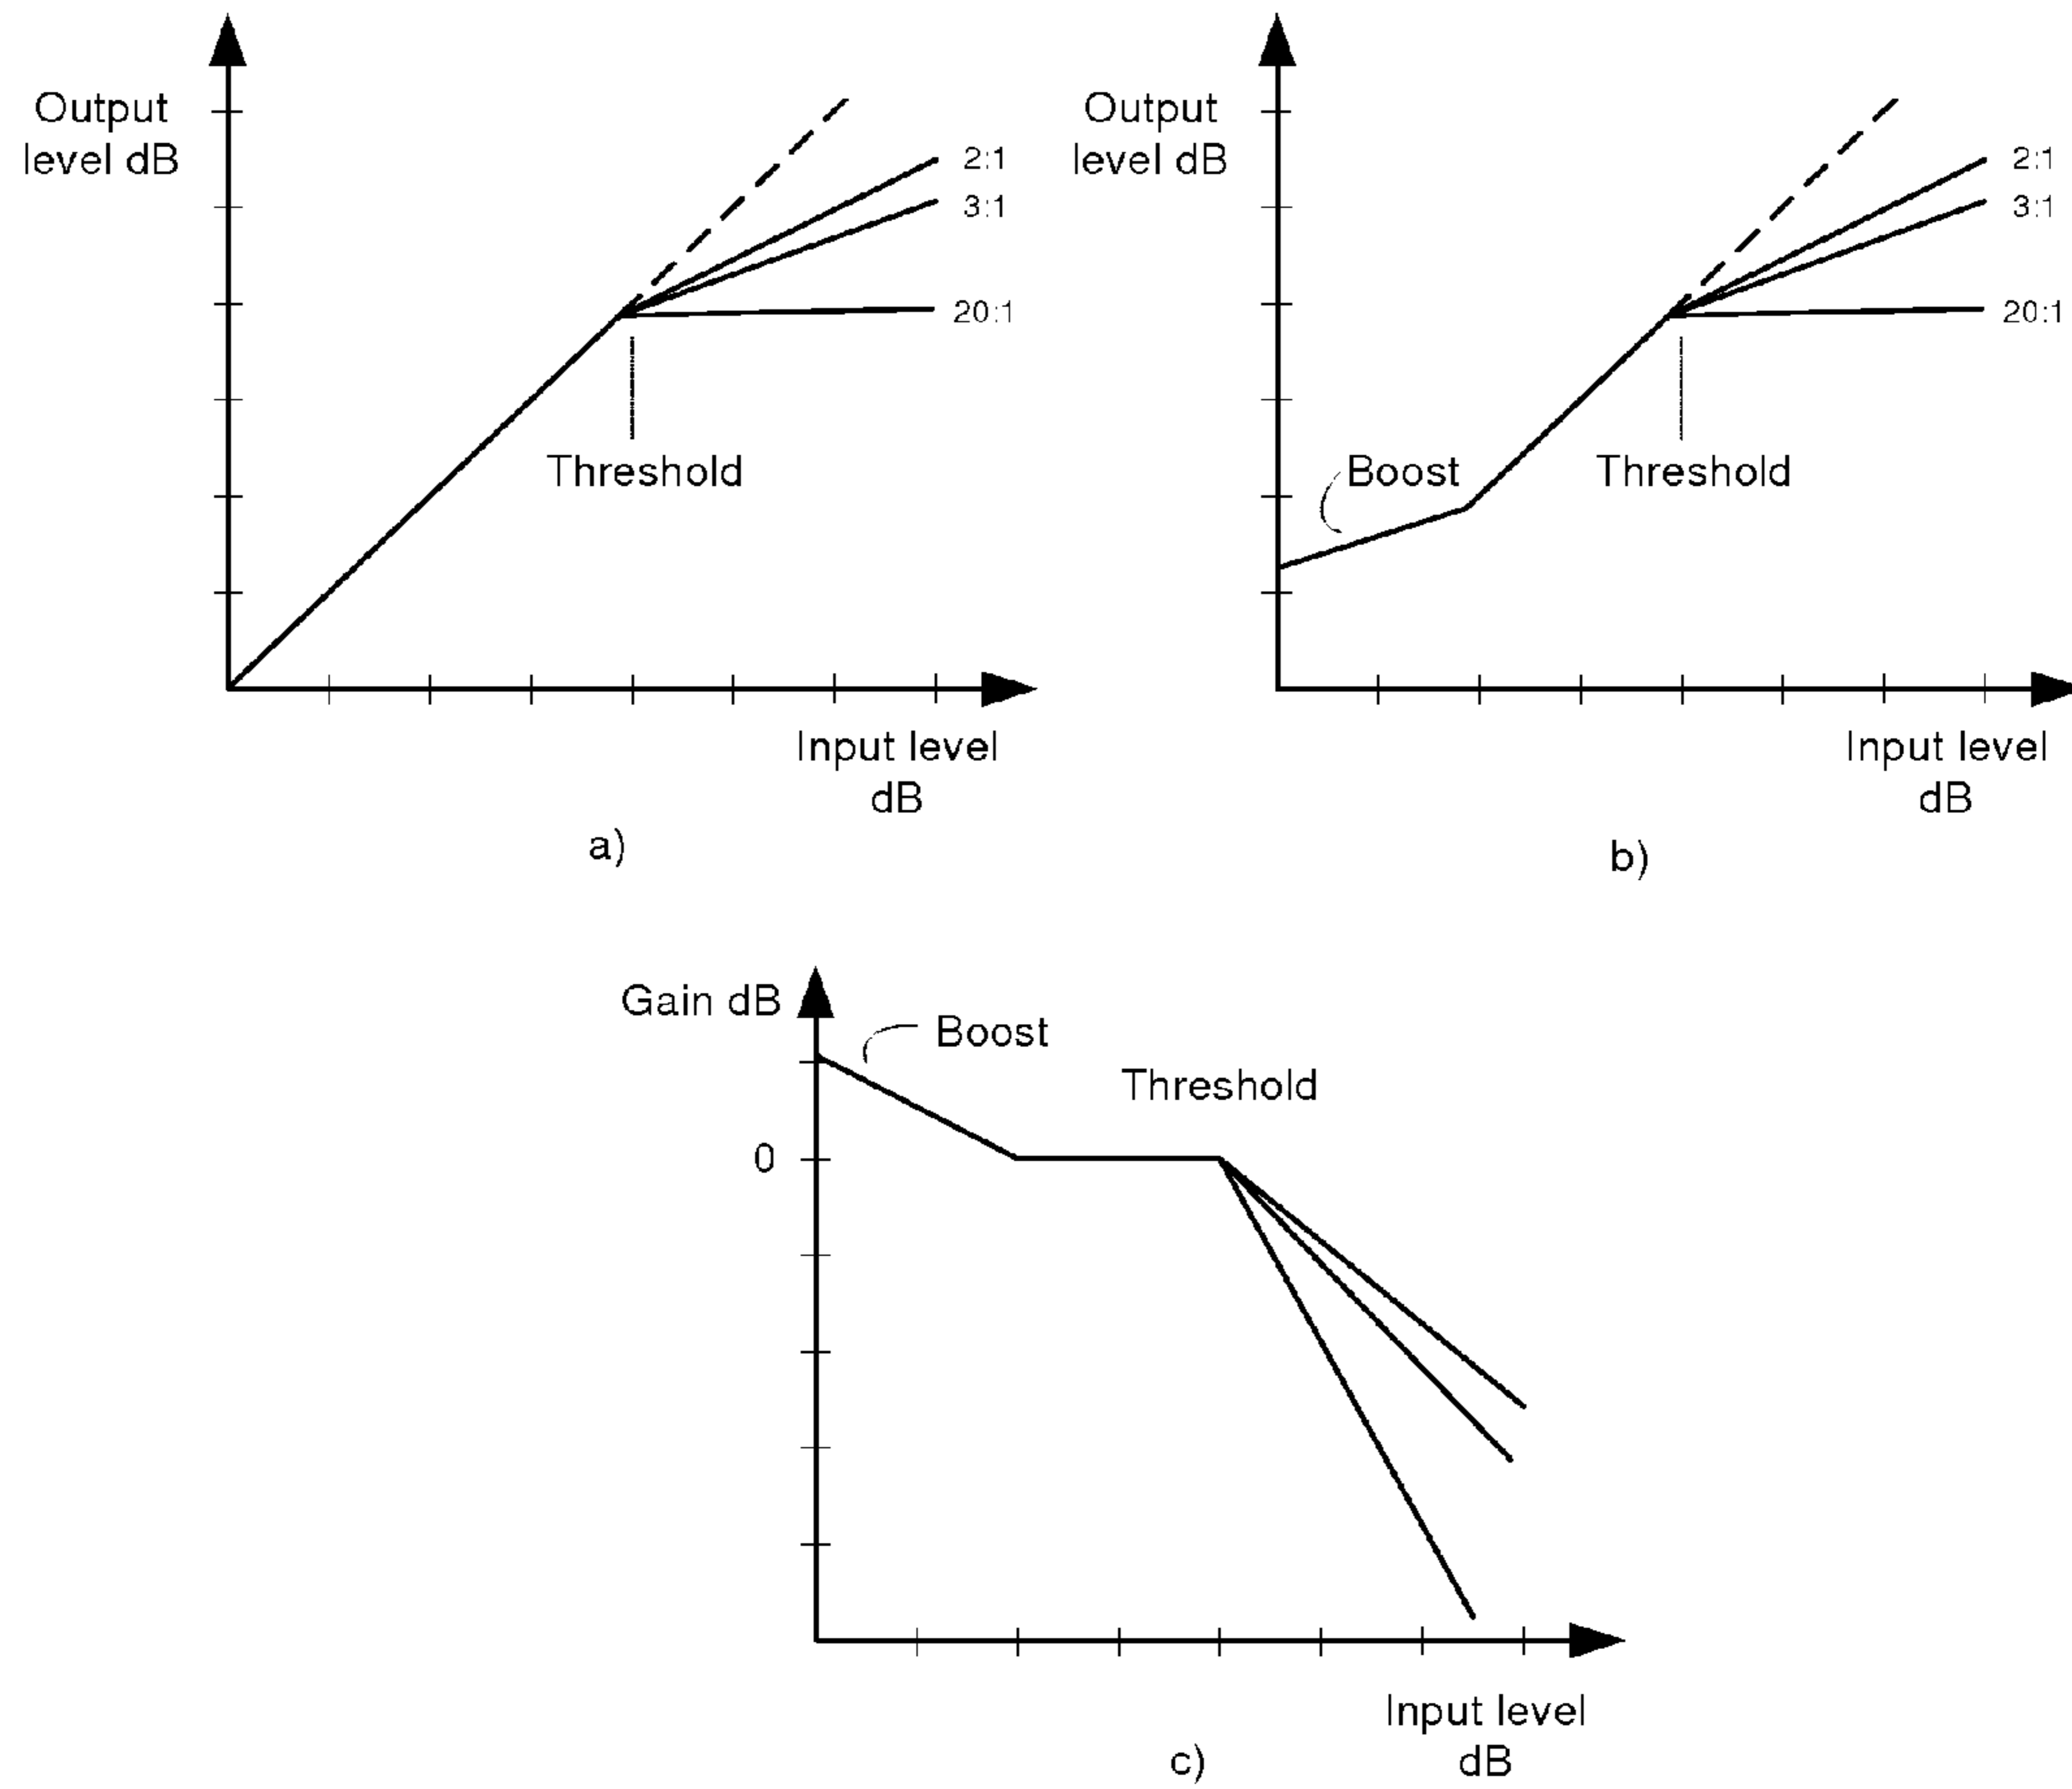 Output
level dB
2:1
3:1
20:1
Threshold
Input level
dB
a)
Output
level dB
2:1
3:1
20:1
Boost
Threshold
Input level
dB
b)
Gain dB
Boost
Threshold
0
Input level
dB
c)